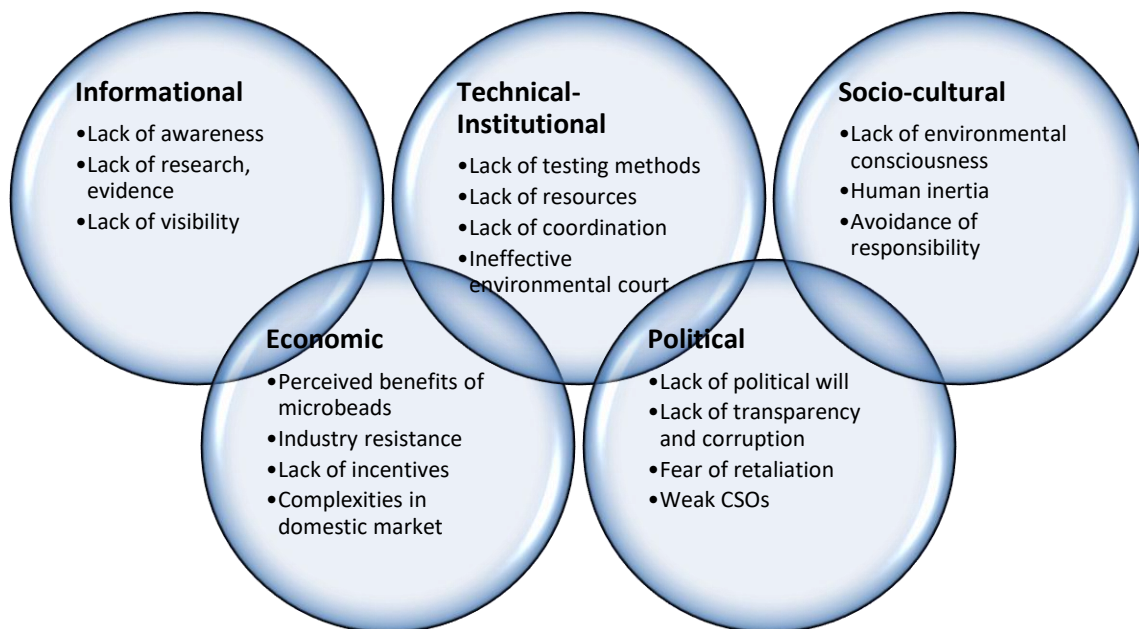 Informational
•Lack of awareness
•Lack of research,
evidence
•Lack of visibility
Technical-
Institutional
•Lack of testing methods
•Lack of resources
•Lack of coordination
•Ineffective
environmental court
Socio-cultural
•Lack of environmental
consciousness
•Human inertia
•Avoidance of
responsibility
Economic
•Perceived benefits of
microbeads
•Industry resistance
•Lack of incentives
•Complexities in
domestic market
Political
•Lack of political will
•Lack of transparency
and corruption
•Fear of retaliation
•Weak CSOs